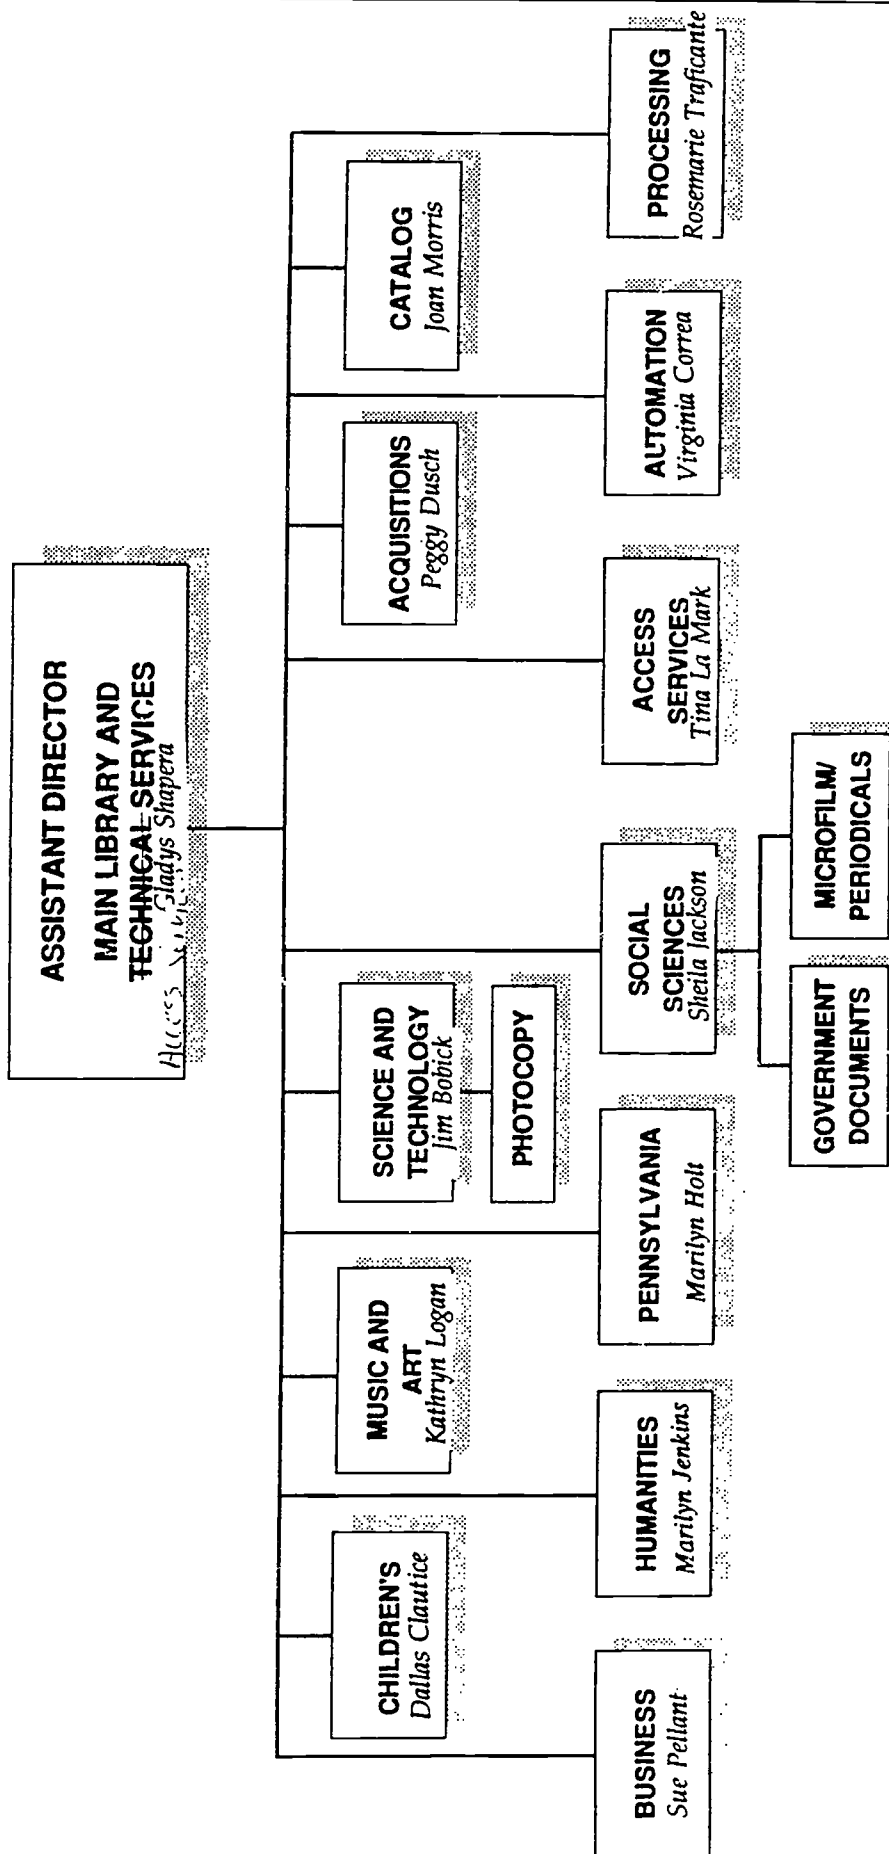 ASSISTANT DIRECTOR
MAIN LIBRARY AND
TECHNICAL SERVICES
Access
Gladys Shapera
CHILDREN'S
Dallas Clautice
MUSIC AND
ART
Kathryn Logan
SCIENCE AND
TECHNOLOGY
Jim Bobick
PHOTOCOPY
ACQUISITIONS
Peggy Dusch
CATALOG
Joan Morris
BUSINESS
Sue Pellant
HUMANITIES
Marilyn Jenkins
PENNSYLVANIA
Marilyn Holt
SOCIAL
SCIENCES
Sheila Jackson
ACCESS
SERVICES
Tina La Mark
AUTOMATION
Virginia Correa
PROCESSING
Rosemarie Traficante
GOVERNMENT
DOCUMENTS
MICROFILM/
PERIODICALS